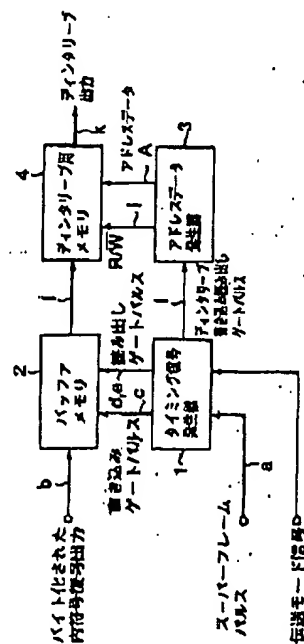 バイト化された
内符号復号出力
b
2
バッファ
メモリ
j
4
ディンタリーブ用
メモリ
k
ディンタリーブ
出力
書き込み
ゲートパルス
c
d,e
読み出し
ゲートパルス
R/W
i
アドレスデータ
A
1
タイミング信号
発生部
l
ディンタリーブ
書き込み読み出し
ゲートパルス
アドレスデータ
発生部
3
スーパーフレーム
パルス
a
伝送モード信号